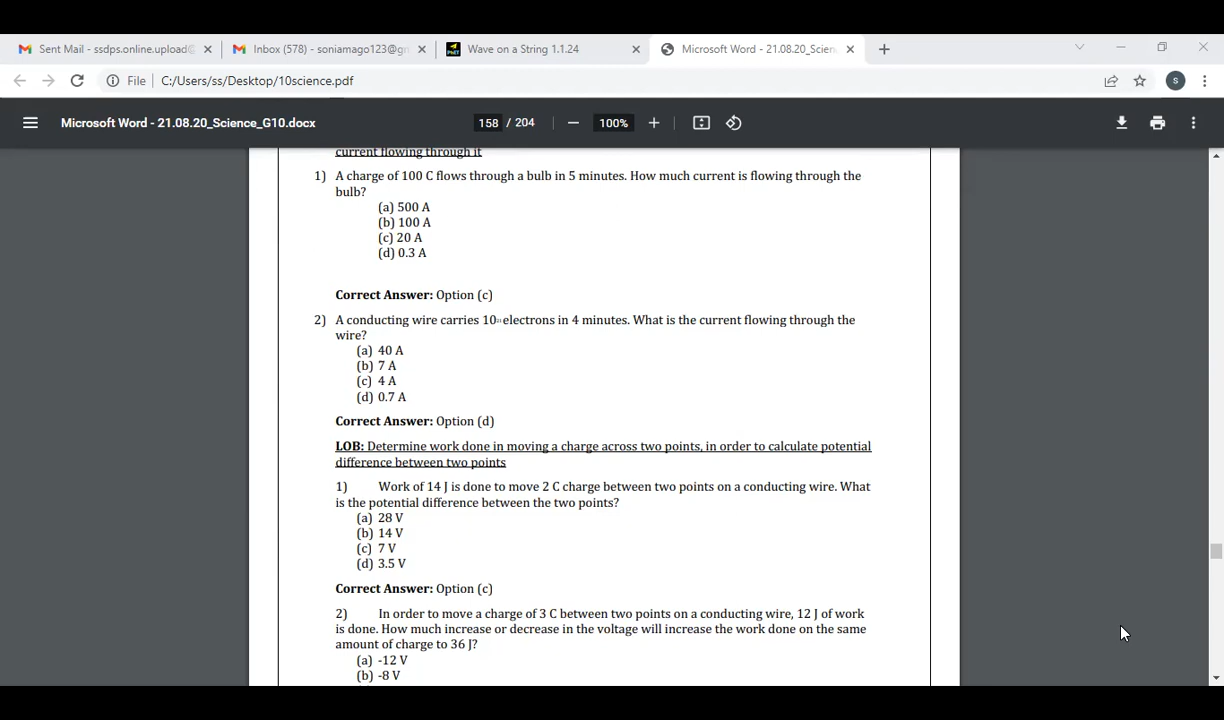 Sent Mail - ssdps.online.upload@
Inbox (578) - soniamago123@gm
Wave on a String 1.1.24
Microsoft Word - 21.08.20_Scien
File
C:/Users/ss/Desktop/10science.pdf
S
Microsoft Word - 21.08.20_Science_G10.docx
158 / 204
100%
current flowing through it
1) A charge of 100 C flows through a bulb in 5 minutes. How much current is flowing through the
bulb?
(a) 500 A
(b) 100 A
(c) 20 A
(d) 0.3 A
Correct Answer: Option (c)
2) A conducting wire carries 10 electrons in 4 minutes. What is the current flowing through the
wire?
(a) 40 A
(b) 7 A
(c) 4 A
(d) 0.7 A
Correct Answer: Option (d)
LOB: Determine work done in moving a charge across two points, in order to calculate potential
difference between two points
1) Work of 14 J is done to move 2 C charge between two points on a conducting wire. What
is the potential difference between the two points?
(a) 28 V
(b) 14 V
(c) 7 V
(d) 3.5 V
Correct Answer: Option (c)
2) In order to move a charge of 3 C between two points on a conducting wire, 12 J of work
is done. How much increase or decrease in the voltage will increase the work done on the same
amount of charge to 36 J?
(a) -12 V
(b) -8 V